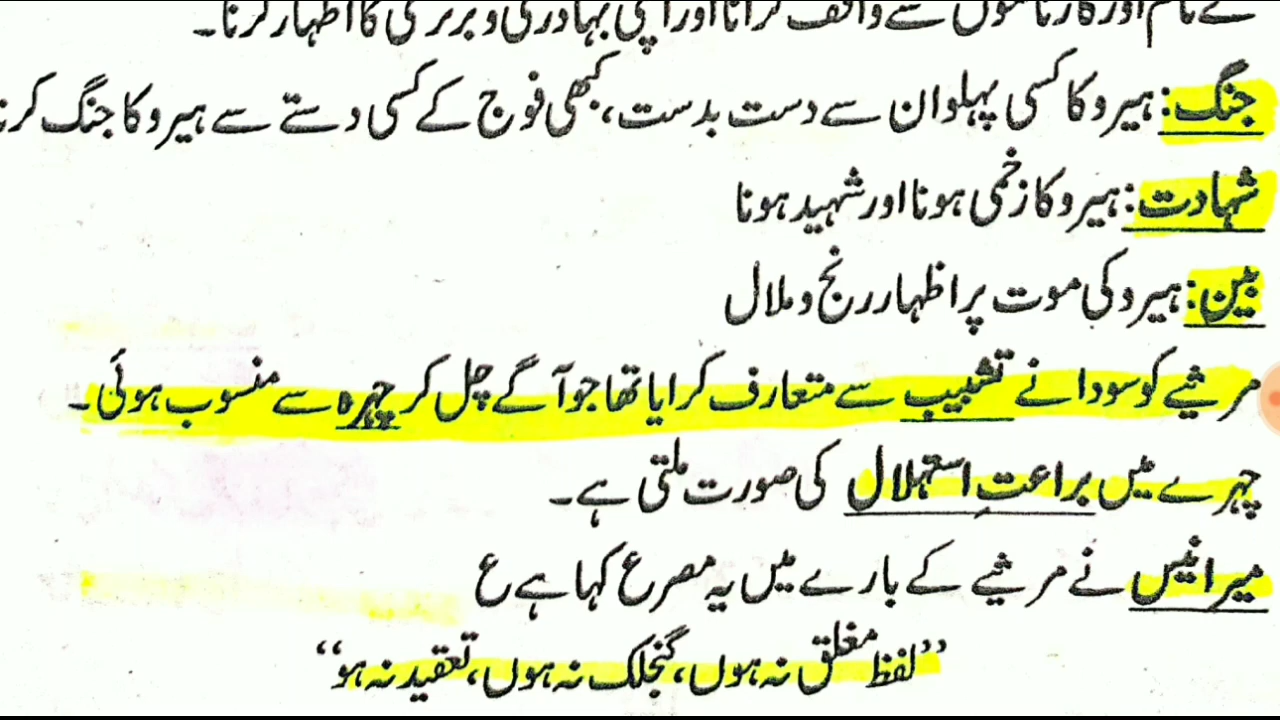 کے نام اور کارناموں سے واقف کرانا اور اپنی بہادری و برتری کا اظہار کرنا۔
جنگ: ہیرو کا کسی پہلوان سے دست بدست، کبھی فوج کے کسی دستے سے ہیرو کا جنگ کرنا
شہادت: ہیرو کا زخمی ہونا اور شہید ہونا
بین: ہیرو کی موت پر اظہار رنج و ملال
مرثیے کو سودا نے تشبیب سے متعارف کرایا تھا جو آگے چل کر چہرہ سے منسوب ہوئی۔
چہرے میں براعتِ استہلال کی صورت ملتی ہے۔
میر انیس نے مرثیے کے بارے میں یہ مصرع کہا ہے ع
”لفظ مغلق نہ ہوں، گنجلک نہ ہوں، تعقید نہ ہو“